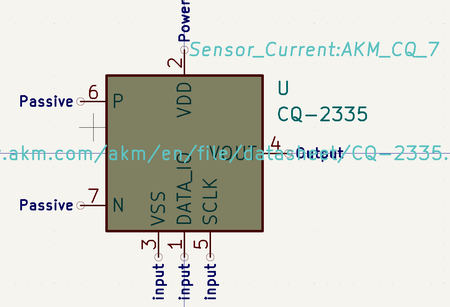 Power
Sensor_Current:AKM_CQ_7
2
U
6
VDD
CQ-2335
Passive
P
4
VOUT
Output
.akm.com/akm/en/file/datasheet/CQ-2335.
7
Passive
N
VSS
DATA_IO
SCLK
3
1
5
input
input
input